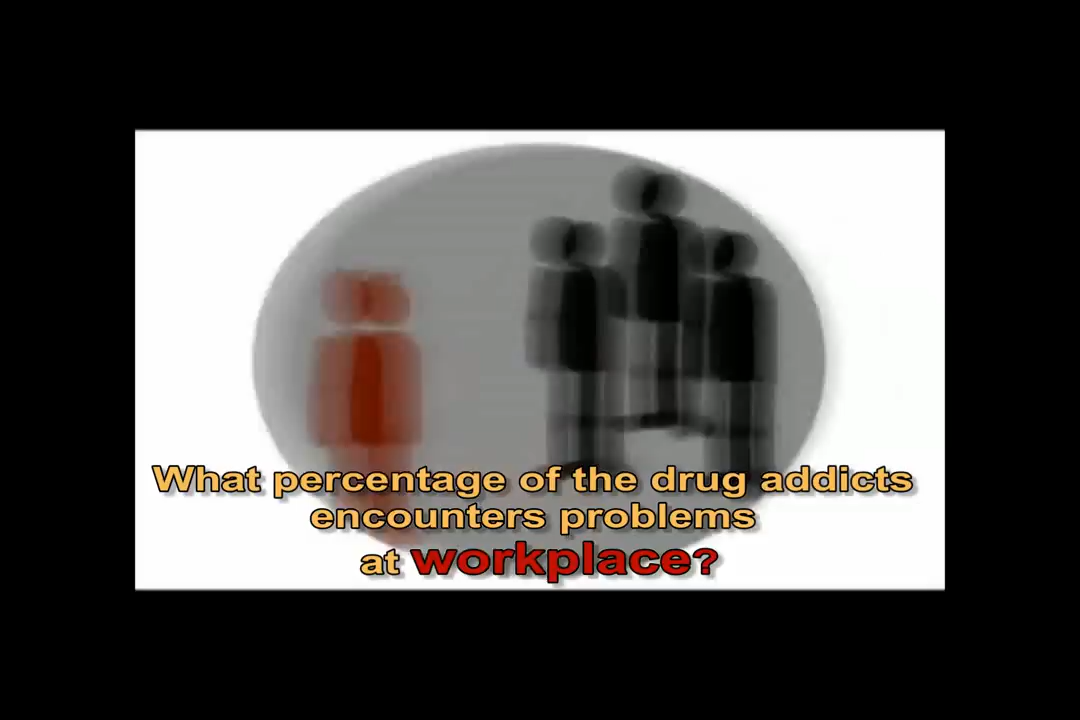 What percentage of the drug addicts
encounters problems
at workplace?